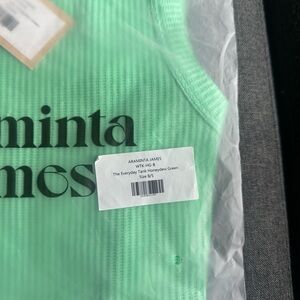 minta
mes
ARAMINTA JAMES
WTK-HG-8
The Everyday Tank Honeydew Green
Size 8/S